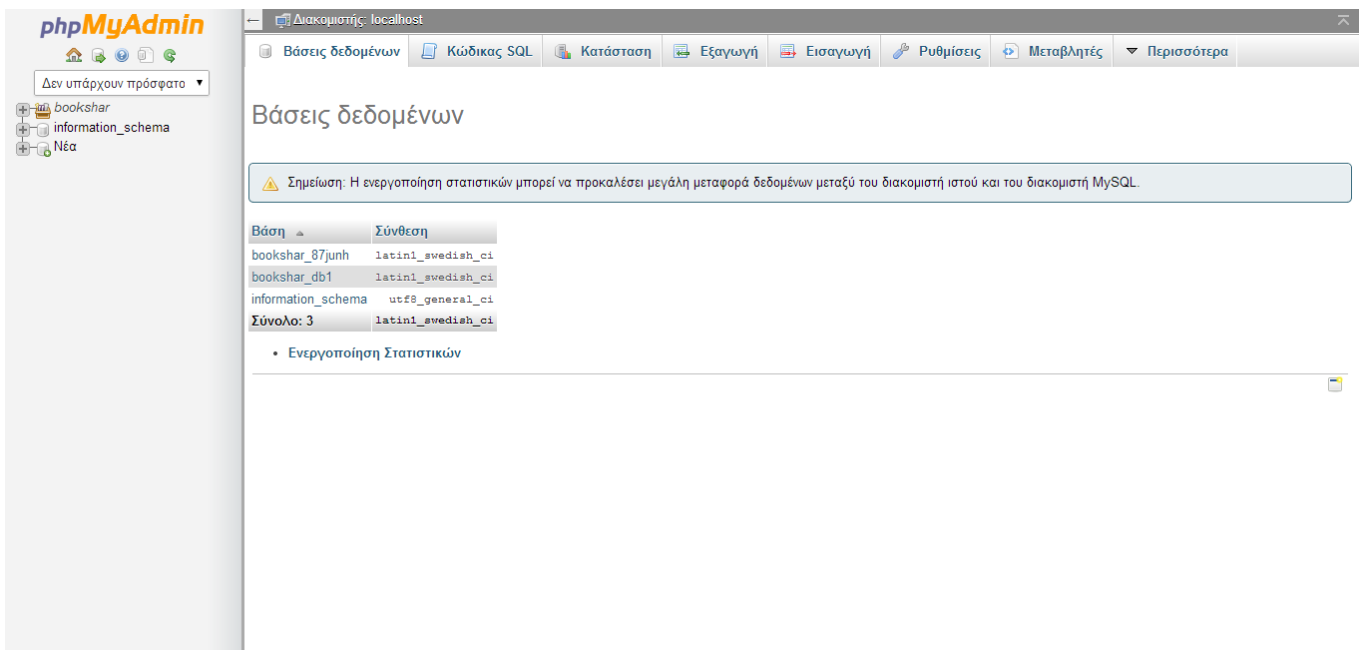 phpMyAdmin
Δεν υπάρχουν πρόσφατο
bookshar
information_schema
Νέα
Διακομιστής: localhost
Βάσεις δεδομένων Κώδικας SQL Κατάσταση Εξαγωγή Εισαγωγή Ρυθμίσεις Μεταβλητές Περισσότερα
Βάσεις δεδομένων
Σημείωση: Η ενεργοποίηση στατιστικών μπορεί να προκαλέσει μεγάλη μεταφορά δεδομένων μεταξύ του διακομιστή ιστού και του διακομιστή MySQL.
Βάση Σύνθεση
bookshar_87junh latin1_swedish_ci
bookshar_db1 latin1_swedish_ci
information_schema utf8_general_ci
Σύνολο: 3 latin1_swedish_ci
• Ενεργοποίηση Στατιστικών